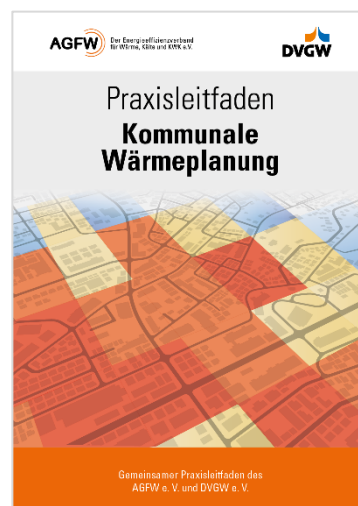 AGFW
Der Energieeffizienzverband
für Wärme, Kälte und KWK e.V.
DVGW
Praxisleitfaden
Kommunale
Wärmeplanung
Gemeinsamer Praxisleitfaden des
AGFW e. V. und DVGW e. V.